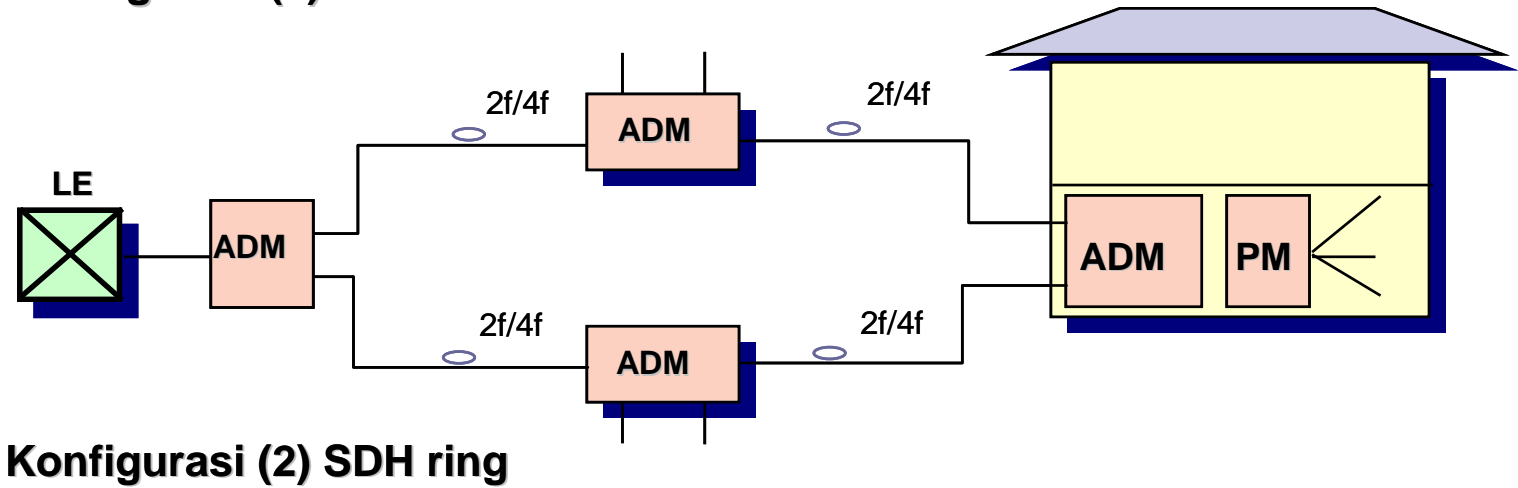 2f/4f
2f/4f
ADM
LE
ADM
ADM
PM
2f/4f
2f/4f
ADM
Konfigurasi (2) SDH ring